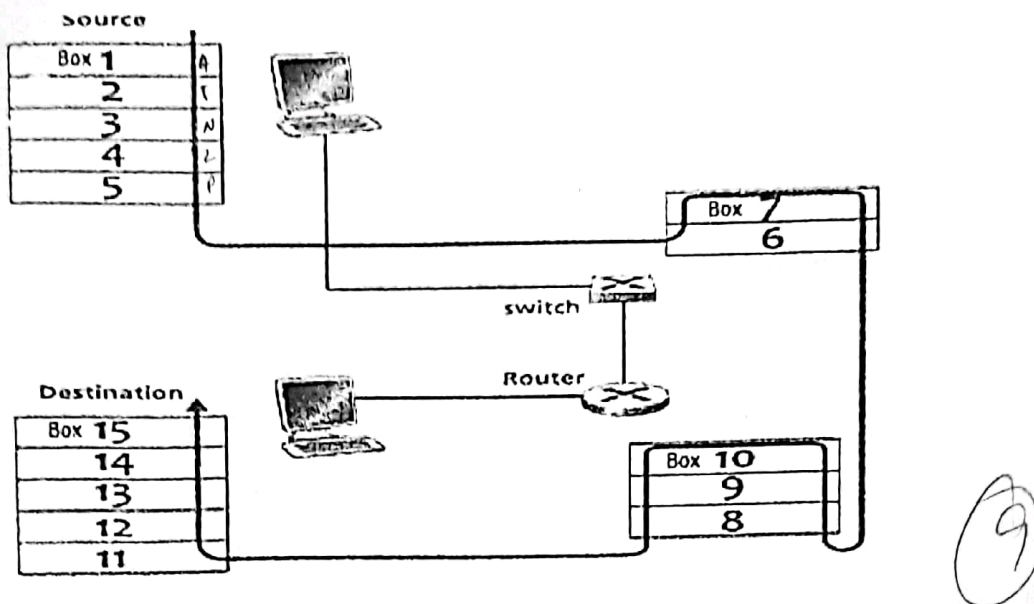 Source
Box 1 A
2 T
3 N
4 L
5 P
Box 7
6
switch
Router
Destination
Box 15
14
13
12
11
Box 10
9
8
9